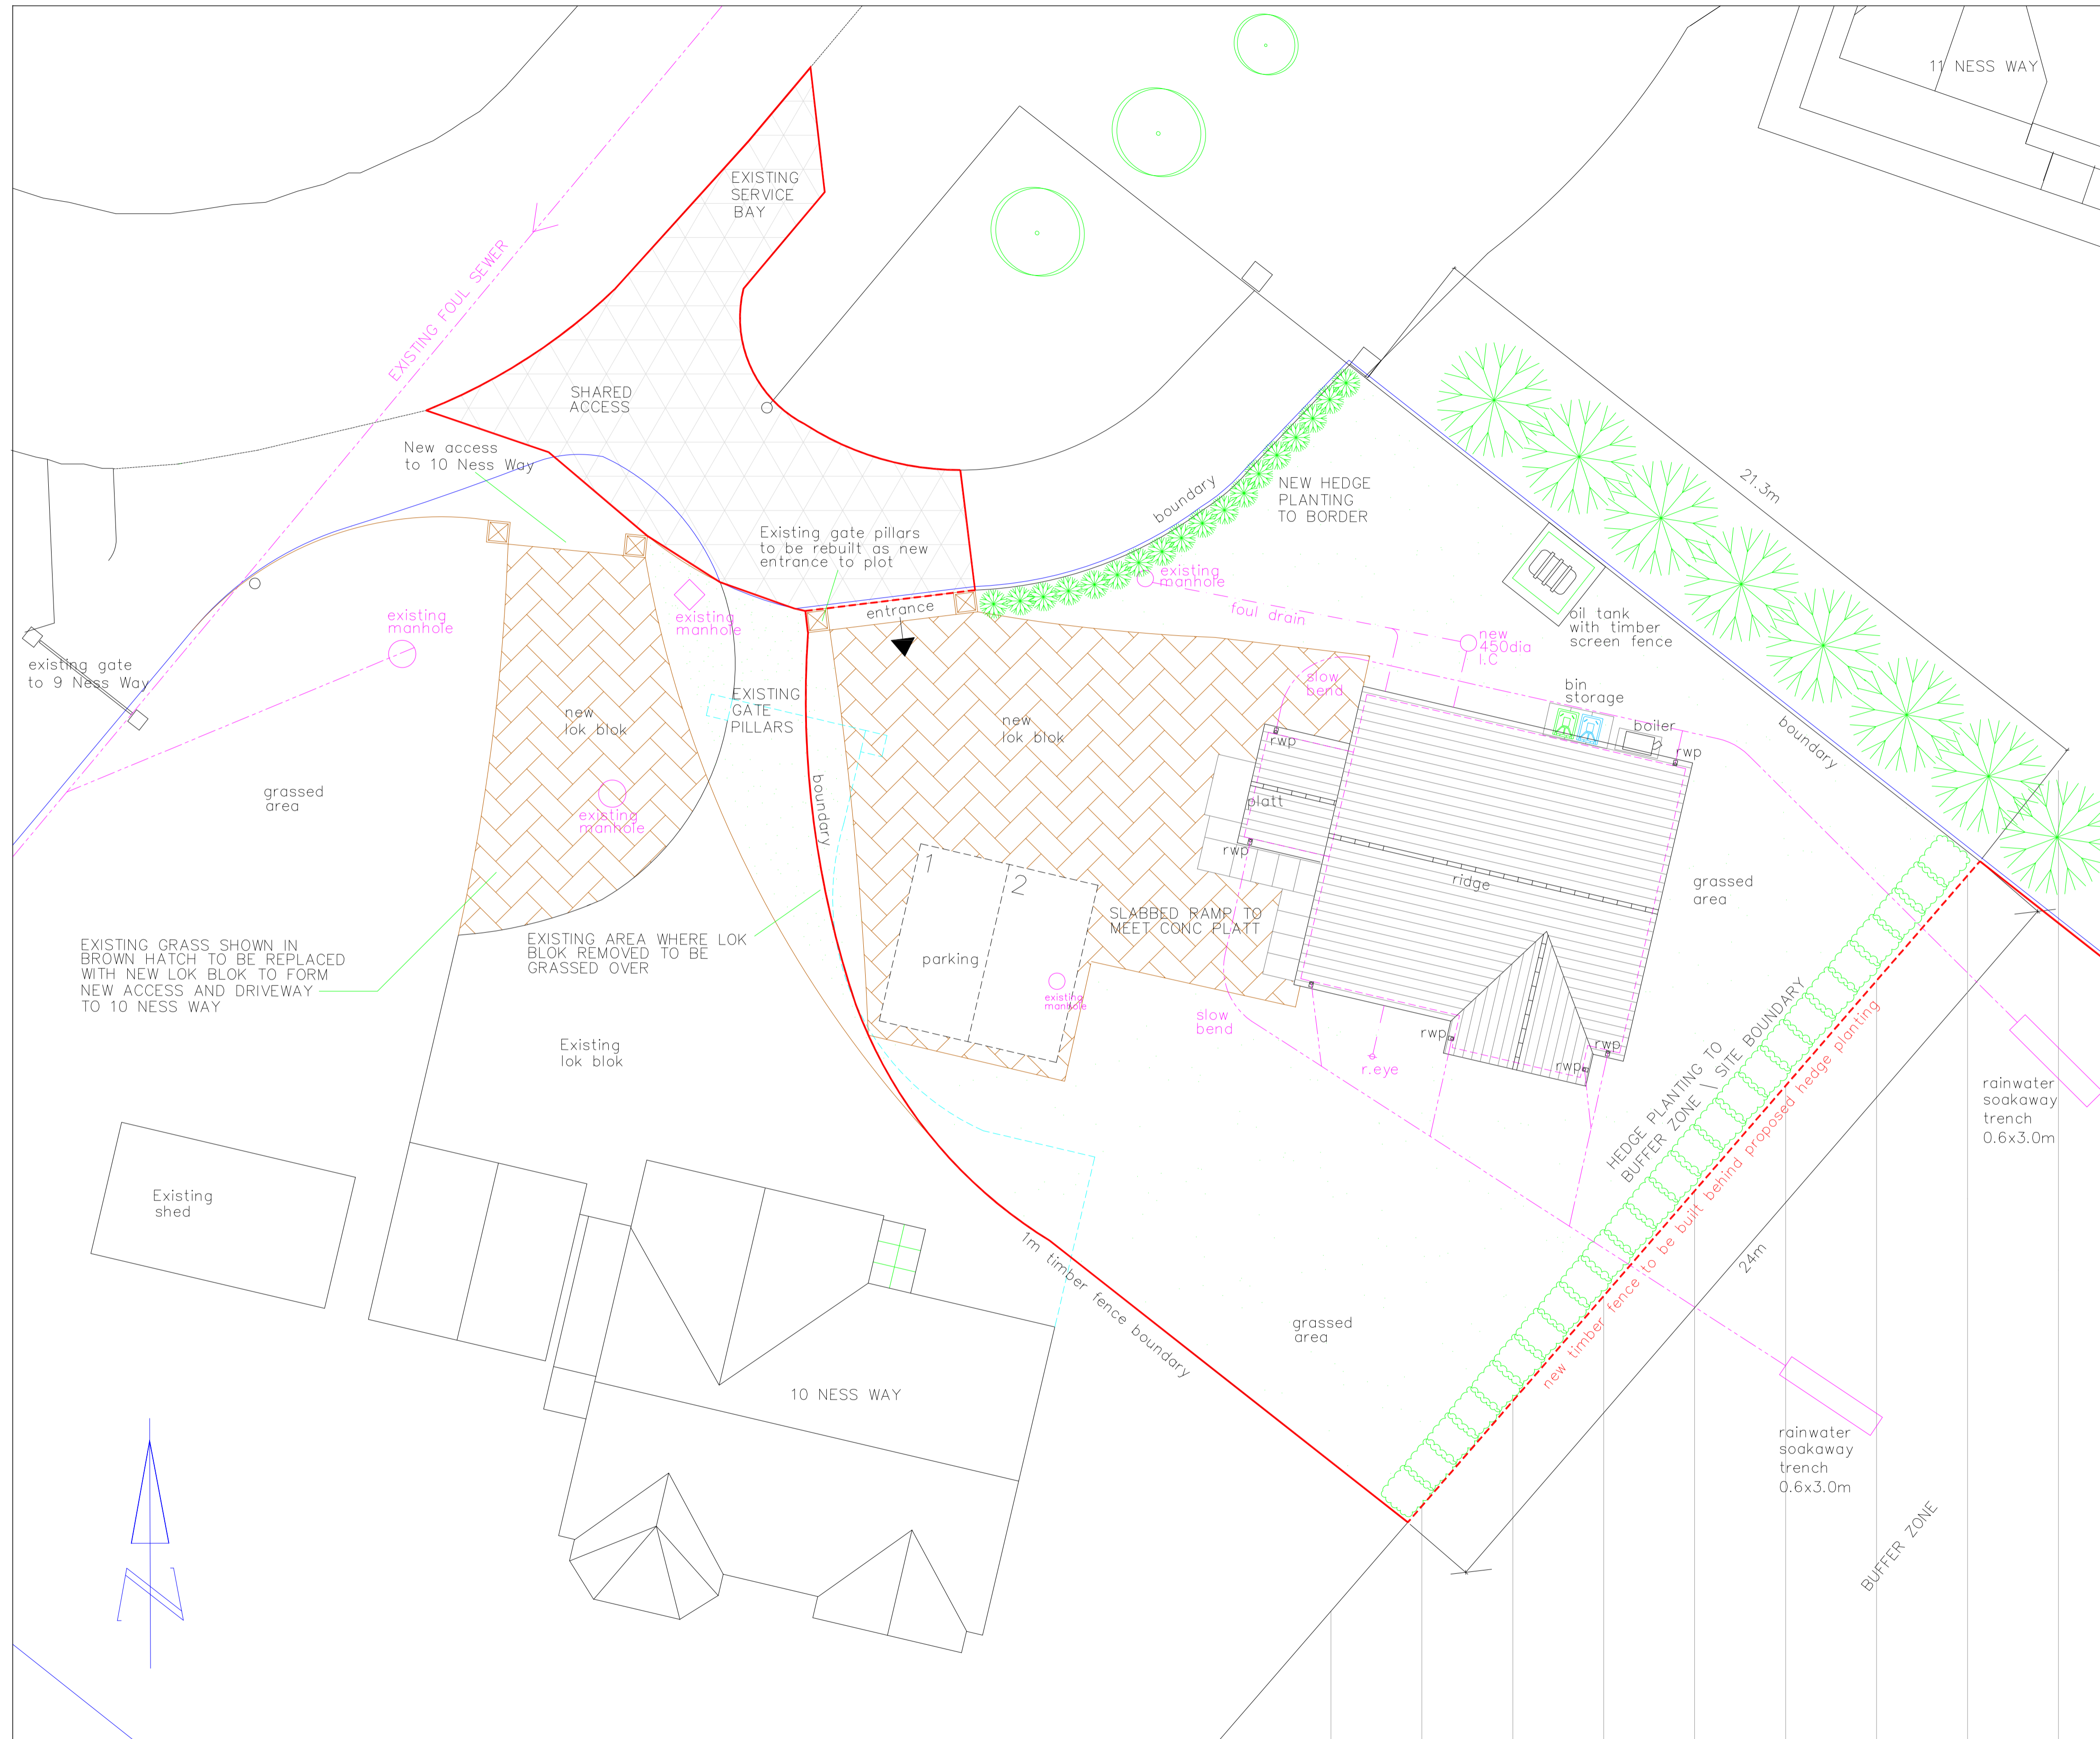 11 NESS WAY
EXISTING
SERVICE
BAY
EXISTING FOUL SEWER
SHARED
ACCESS
New access
to 10 Ness Way
NEW HEDGE
PLANTING
TO BORDER
boundary
21.3m
Existing gate pillars
to be rebuilt as new
entrance to plot
existing
manhole
foul drain
entrance
existing
manhole
existing
manhole
oil tank
with timber
screen fence
new
450dia
I.C
existing gate
to 9 Ness Way
EXISTING
GATE
PILLARS
slow
bend
bin
storage
boiler
boundary
new
lok blok
new
lok blok
rwp
rwp
platt
grassed
area
existing
manhole
boundary
rwp
ridge
grassed
area
1
2
SLABBED RAMP TO
MEET CONC PLATT
parking
existing
manhole
EXISTING GRASS SHOWN IN
BROWN HATCH TO BE REPLACED
WITH NEW LOK BLOK TO FORM
NEW ACCESS AND DRIVEWAY
TO 10 NESS WAY
EXISTING AREA WHERE LOK
BLOK REMOVED TO BE
GRASSED OVER
slow
bend
rwp
rwp
rwp
r.eye
Existing
lok blok
HEDGE PLANTING TO
BUFFER ZONE \ SITE BOUNDARY
new timber fence to be built behind proposed hedge planting
rainwater
soakaway
trench
0.6x3.0m
Existing
shed
1m timber fence boundary
24m
grassed
area
10 NESS WAY
rainwater
soakaway
trench
0.6x3.0m
BUFFER ZONE
N